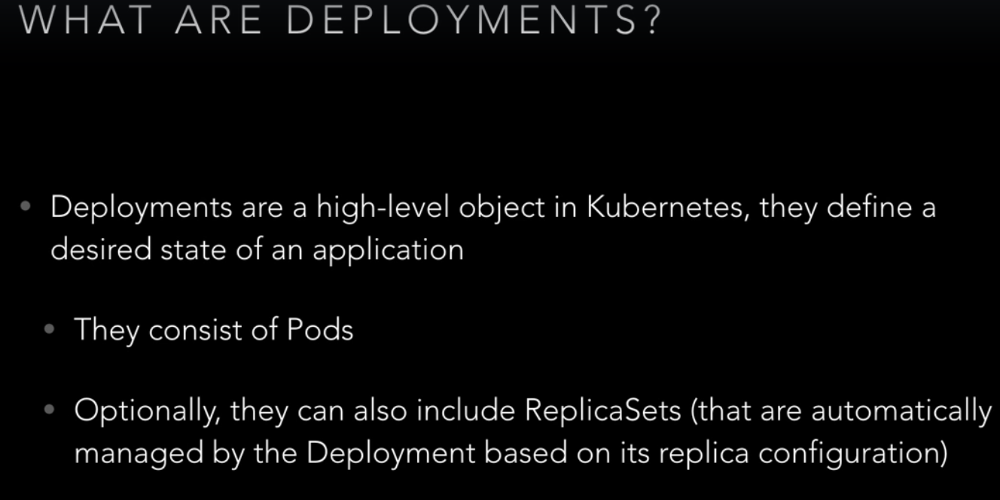 WHAT ARE DEPLOYMENTS?
• Deployments are a high-level object in Kubernetes, they define a
desired state of an application
• They consist of Pods
• Optionally, they can also include ReplicaSets (that are automatically
managed by the Deployment based on its replica configuration)